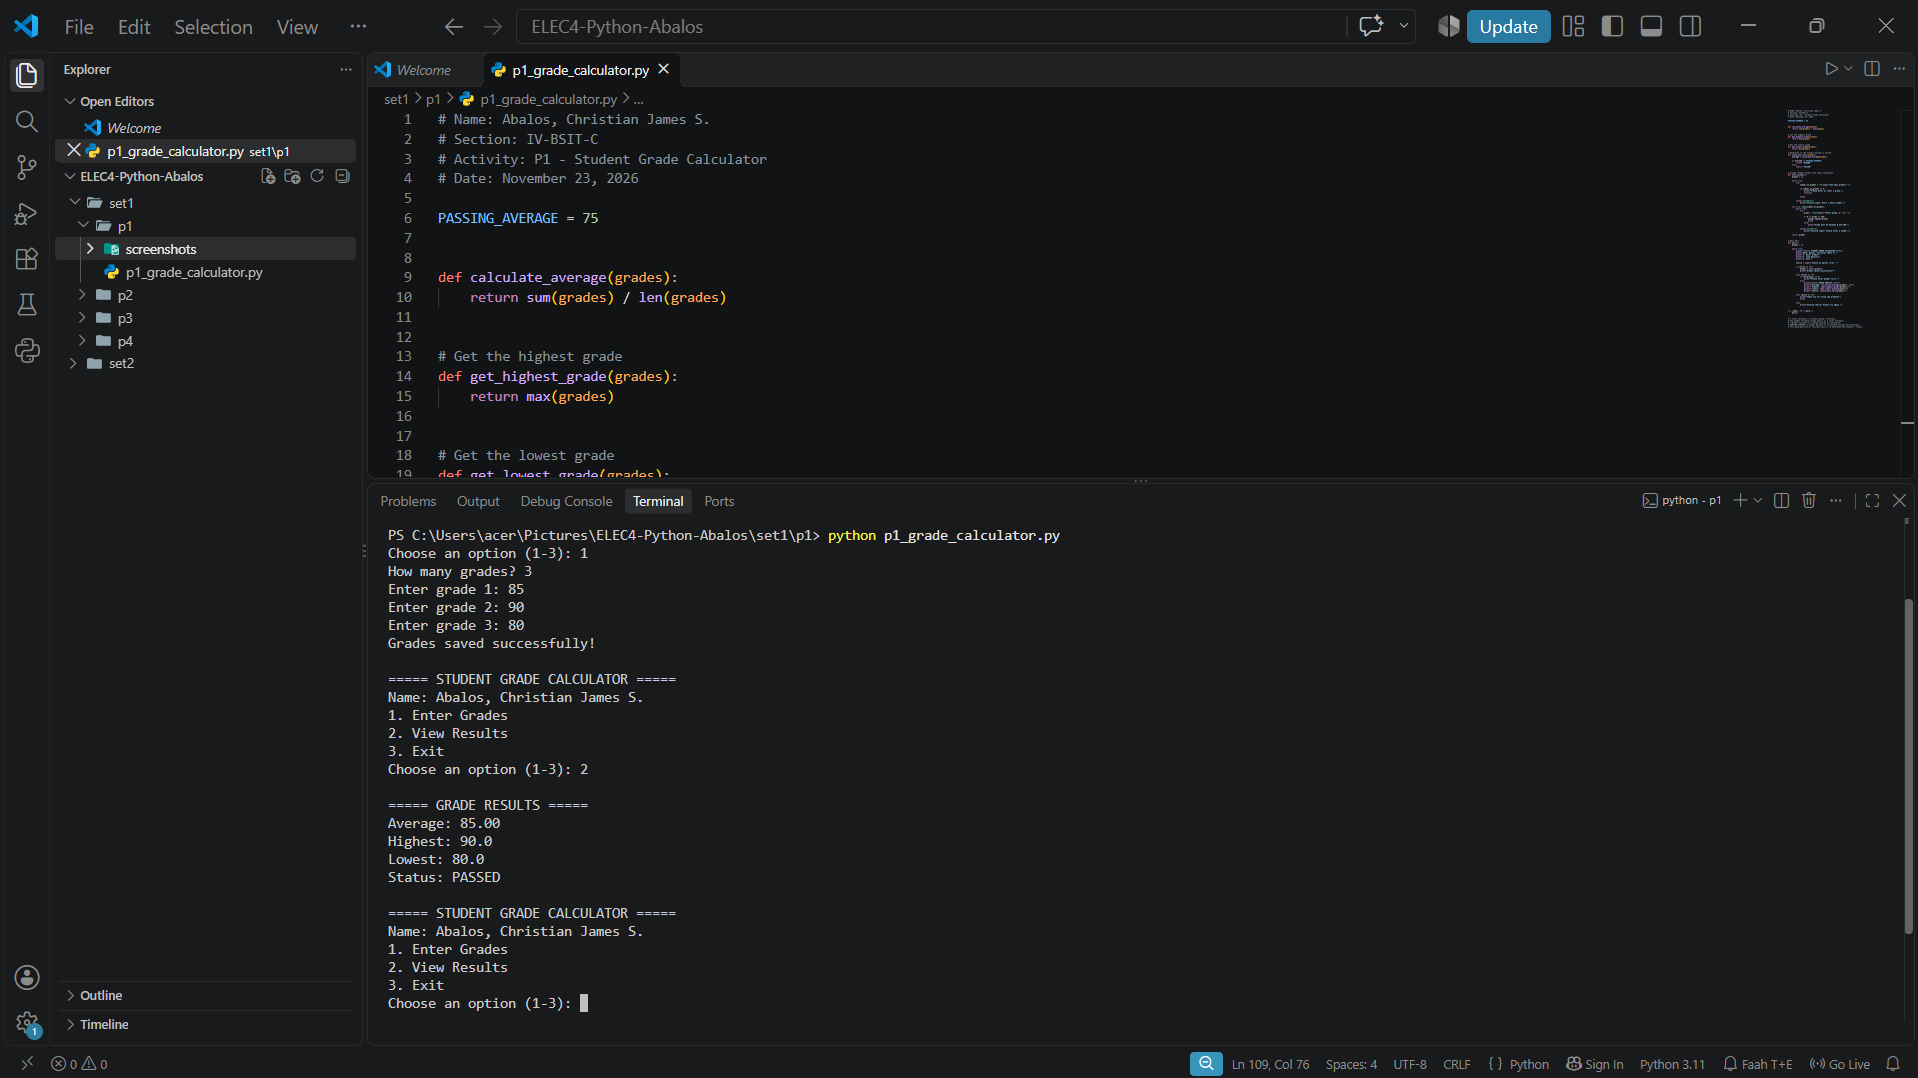 File Edit Selection View ELEC4-Python-Abalos Update
Explorer
Open Editors
Welcome
p1_grade_calculator.py set1\p1
ELEC4-Python-Abalos
set1
p1
screenshots
p1_grade_calculator.py
p2
p3
p4
set2
Outline
Timeline
Welcome p1_grade_calculator.py
set1 > p1 > p1_grade_calculator.py > ...
1 # Name: Abalos, Christian James S.
2 # Section: IV-BSIT-C
3 # Activity: P1 - Student Grade Calculator
4 # Date: November 23, 2026
5
6 PASSING_AVERAGE = 75
7
8
9 def calculate_average(grades):
10 return sum(grades) / len(grades)
11
12
13 # Get the highest grade
14 def get_highest_grade(grades):
15 return max(grades)
16
17
18 # Get the lowest grade
19 def get_lowest_grade(grades):
Problems Output Debug Console Terminal Ports python - p1
PS C:\Users\acer\Pictures\ELEC4-Python-Abalos\set1\p1> python p1_grade_calculator.py
Choose an option (1-3): 1
How many grades? 3
Enter grade 1: 85
Enter grade 2: 90
Enter grade 3: 80
Grades saved successfully!
===== STUDENT GRADE CALCULATOR =====
Name: Abalos, Christian James S.
1. Enter Grades
2. View Results
3. Exit
Choose an option (1-3): 2
===== GRADE RESULTS =====
Average: 85.00
Highest: 90.0
Lowest: 80.0
Status: PASSED
===== STUDENT GRADE CALCULATOR =====
Name: Abalos, Christian James S.
1. Enter Grades
2. View Results
3. Exit
Choose an option (1-3):
1
0 0 Ln 109, Col 76 Spaces: 4 UTF-8 CRLF { } Python Sign In Python 3.11 Faah T+E Go Live